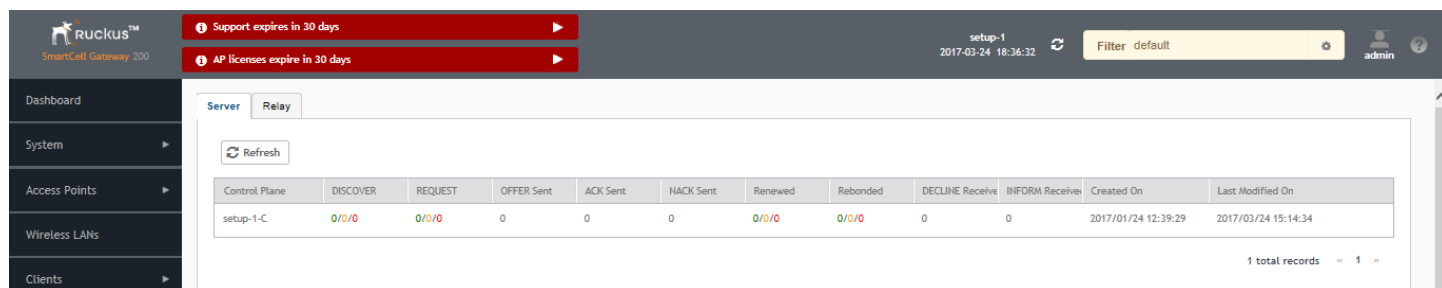 Ruckus™
SmartCell Gateway 200
Support expires in 30 days
AP licenses expire in 30 days
setup-1
2017-03-24 18:36:32
Filter default
admin
Dashboard
System
Access Points
Wireless LANs
Clients
Server Relay
Refresh
Control Plane DISCOVER REQUEST OFFER Sent ACK Sent NACK Sent Renewed Rebonded DECLINE Receive INFORM Receive Created On Last Modified On
setup-1-C 0/0/0 0/0/0 0 0 0 0/0/0 0/0/0 0 0 2017/01/24 12:39:29 2017/03/24 15:14:34
1 total records « 1 »